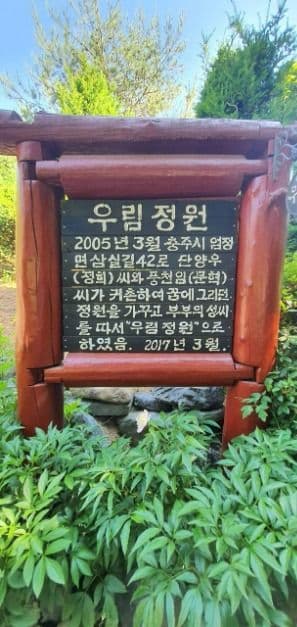 우림정원
2005년 3월 충주시 엄정
면 삼실길42로 단양우
(정희) 씨와 풍천임(문혁)
씨가 귀촌하여 꿈에 그리던
정원을 가꾸고 부부의 성씨
를 따서 "우림 정원"으로
하였음. 2017년 3월.